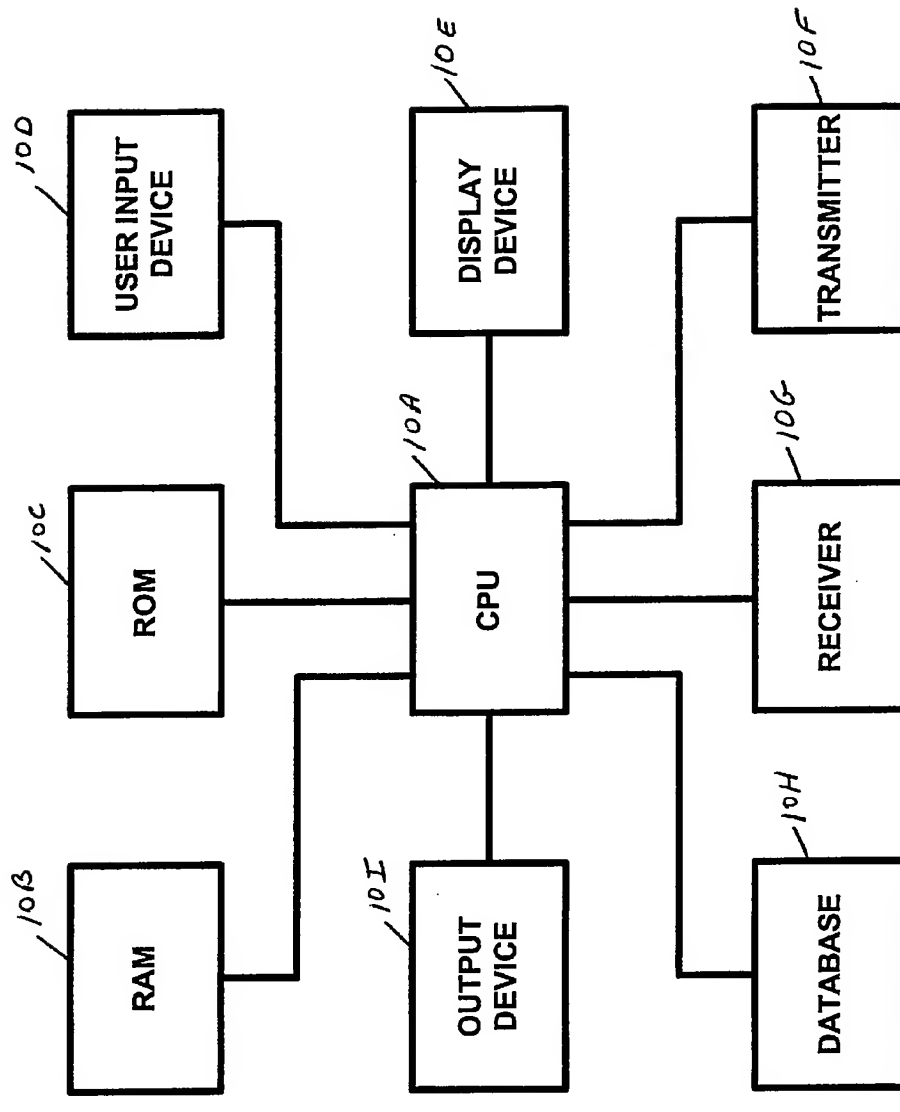 10B
RAM
10C
ROM
10D
USER INPUT
DEVICE
10I
OUTPUT
DEVICE
10A
CPU
10E
DISPLAY
DEVICE
10H
DATABASE
10G
RECEIVER
10F
TRANSMITTER